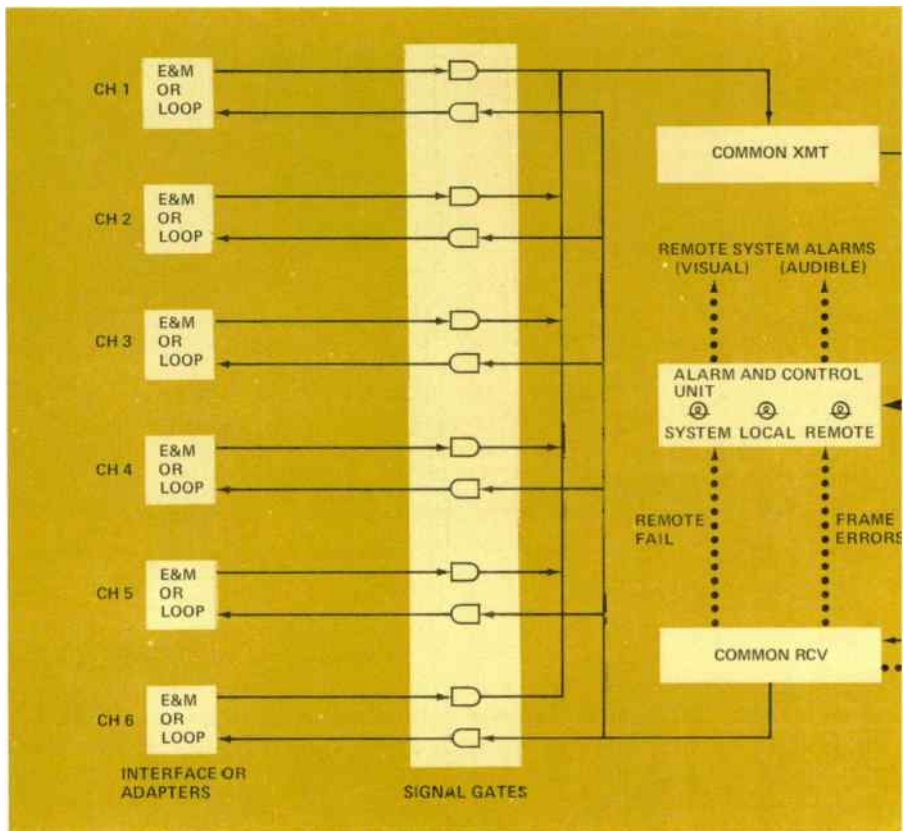 CH 1
E&M
OR
LOOP
CH 2
E&M
OR
LOOP
CH 3
E&M
OR
LOOP
CH 4
E&M
OR
LOOP
CH 5
E&M
OR
LOOP
CH 6
E&M
OR
LOOP
INTERFACE OR
ADAPTERS
SIGNAL GATES
COMMON XMT
REMOTE SYSTEM ALARMS
(VISUAL) (AUDIBLE)
ALARM AND CONTROL
UNIT
SYSTEM LOCAL REMOTE
REMOTE
FAIL
FRAME
ERRORS
COMMON RCV